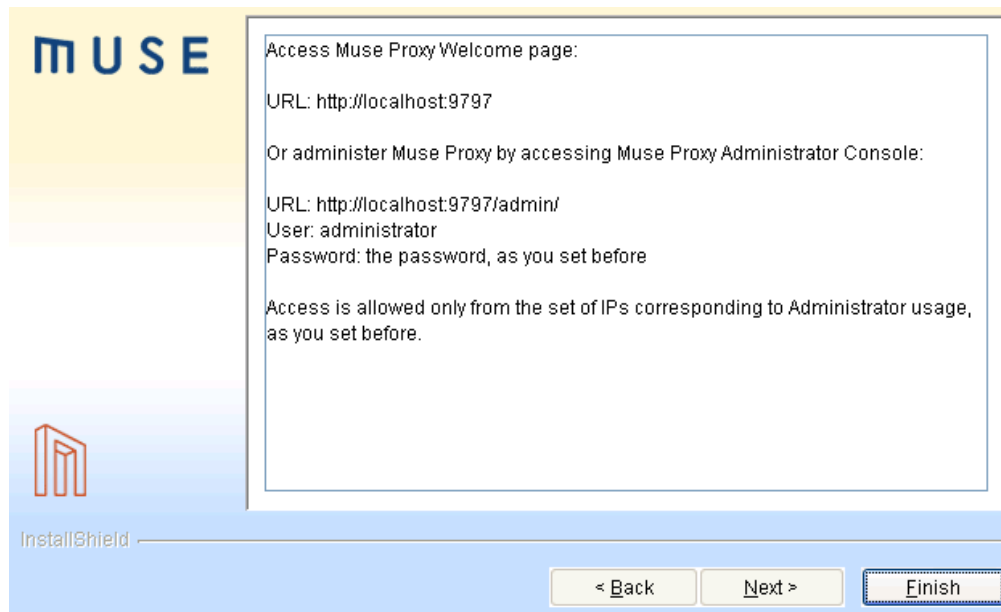 MUSE
Access Muse Proxy Welcome page:
URL: http://localhost:9797
Or administer Muse Proxy by accessing Muse Proxy Administrator Console:
URL: http://localhost:9797/admin/
User: administrator
Password: the password, as you set before
Access is allowed only from the set of IPs corresponding to Administrator usage,
as you set before.
InstallShield
< Back Next > Finish